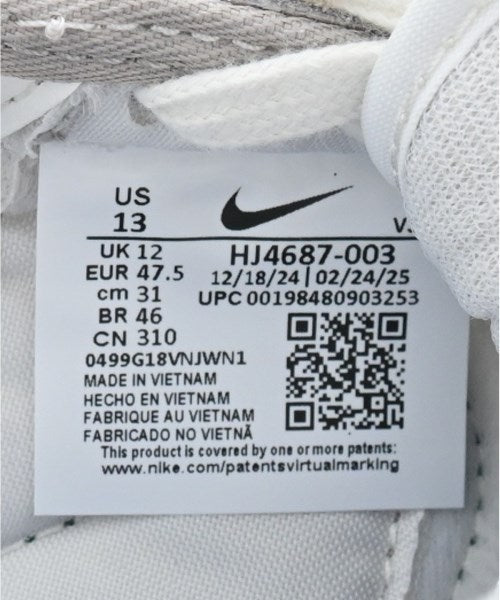 US
13
UK 12
EUR 47.5
cm 31
BR 46
CN 310
HJ4687-003
12/18/24 | 02/24/25
UPC 00198480903253
0499G18VNJWN1
MADE IN VIETNAM
HECHO EN VIETNAM
FABRIQUE AU VIETNAM
FABRICADO NO VIETNÃ
This product is covered by one or more patents:
www.nike.com/patentsvirtualmarking